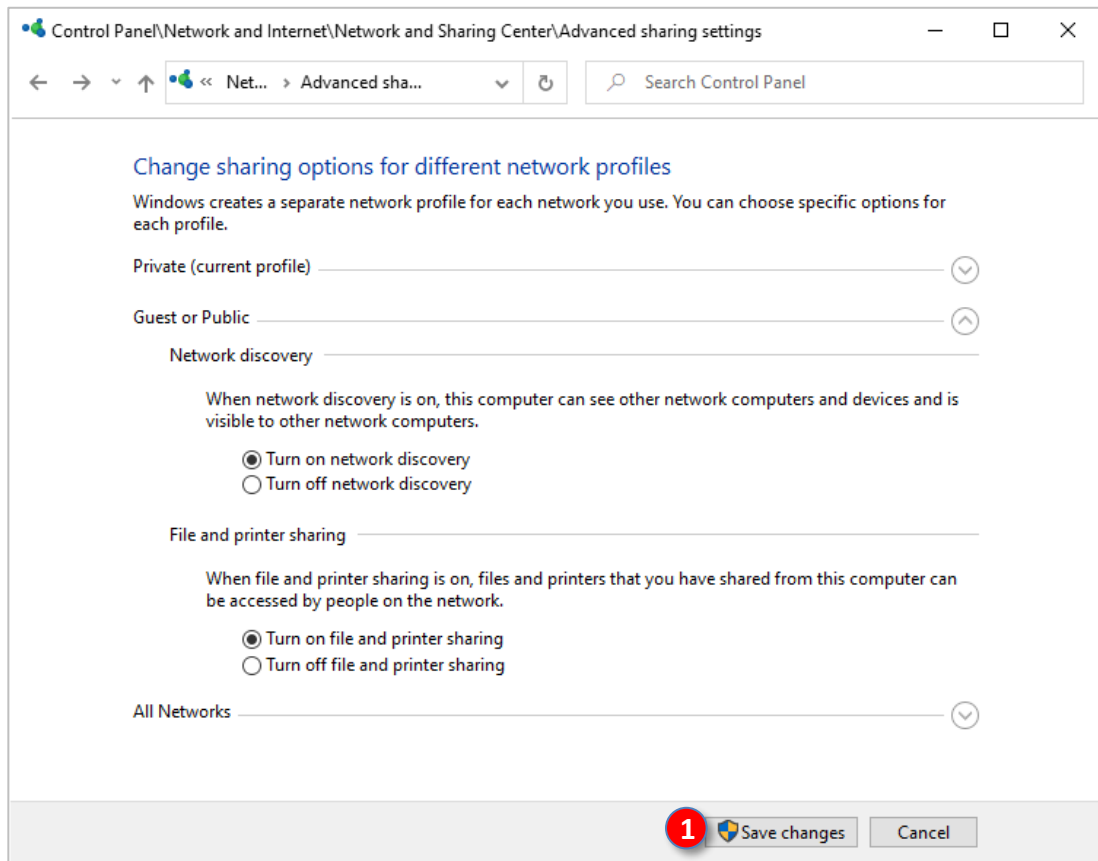 Control Panel\Network and Internet\Network and Sharing Center\Advanced sharing settings
« Net... › Advanced sha...
Search Control Panel
Change sharing options for different network profiles
Windows creates a separate network profile for each network you use. You can choose specific options for
each profile.
Private (current profile)
Guest or Public
Network discovery
When network discovery is on, this computer can see other network computers and devices and is
visible to other network computers.
Turn on network discovery
Turn off network discovery
File and printer sharing
When file and printer sharing is on, files and printers that you have shared from this computer can
be accessed by people on the network.
Turn on file and printer sharing
Turn off file and printer sharing
All Networks
1 Save changes Cancel